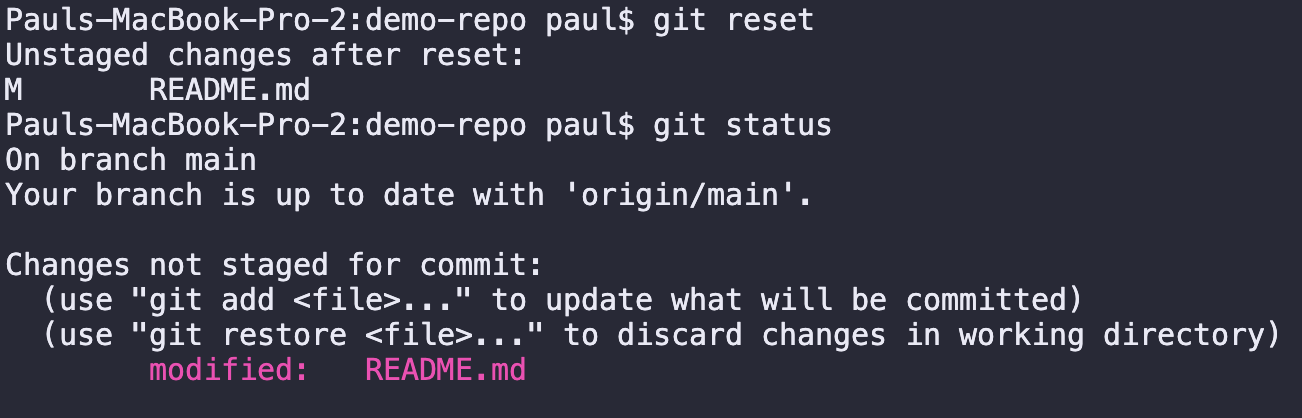 Pauls-MacBook-Pro-2:demo-repo paul$ git reset
Unstaged changes after reset:
M       README.md
Pauls-MacBook-Pro-2:demo-repo paul$ git status
On branch main
Your branch is up to date with 'origin/main'.

Changes not staged for commit:
  (use "git add <file>..." to update what will be committed)
  (use "git restore <file>..." to discard changes in working directory)
        modified:   README.md